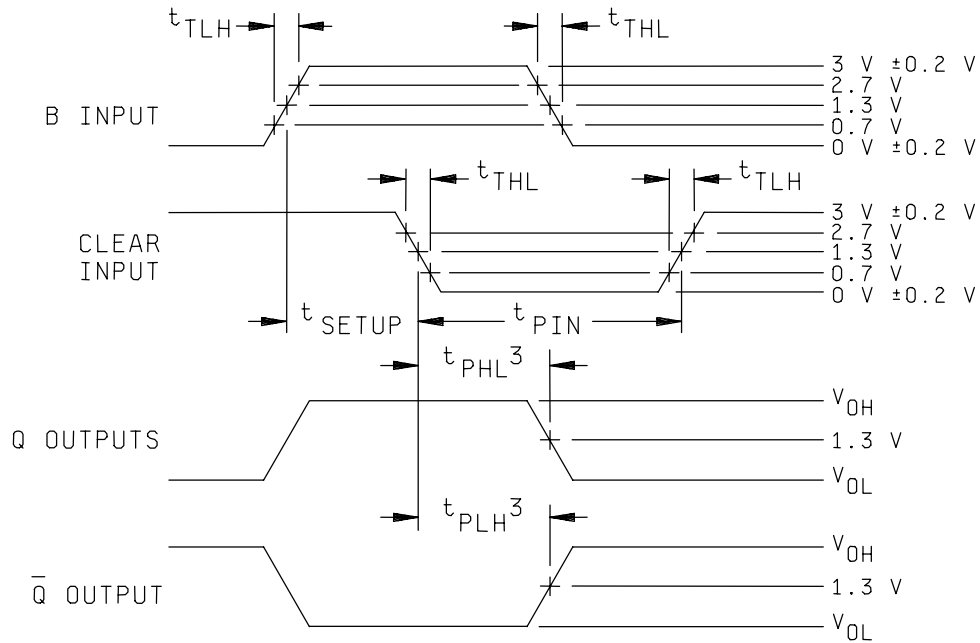 tTLH
tTHL
B INPUT
3 V ±0.2 V
2.7 V
1.3 V
0.7 V
0 V ±0.2 V
tTHL
tTLH
CLEAR
INPUT
3 V ±0.2 V
2.7 V
1.3 V
0.7 V
0 V ±0.2 V
tSETUP
tPIN
tPHL3
Q OUTPUTS
VOH
1.3 V
VOL
tPLH3
Q̅ OUTPUT
VOH
1.3 V
VOL